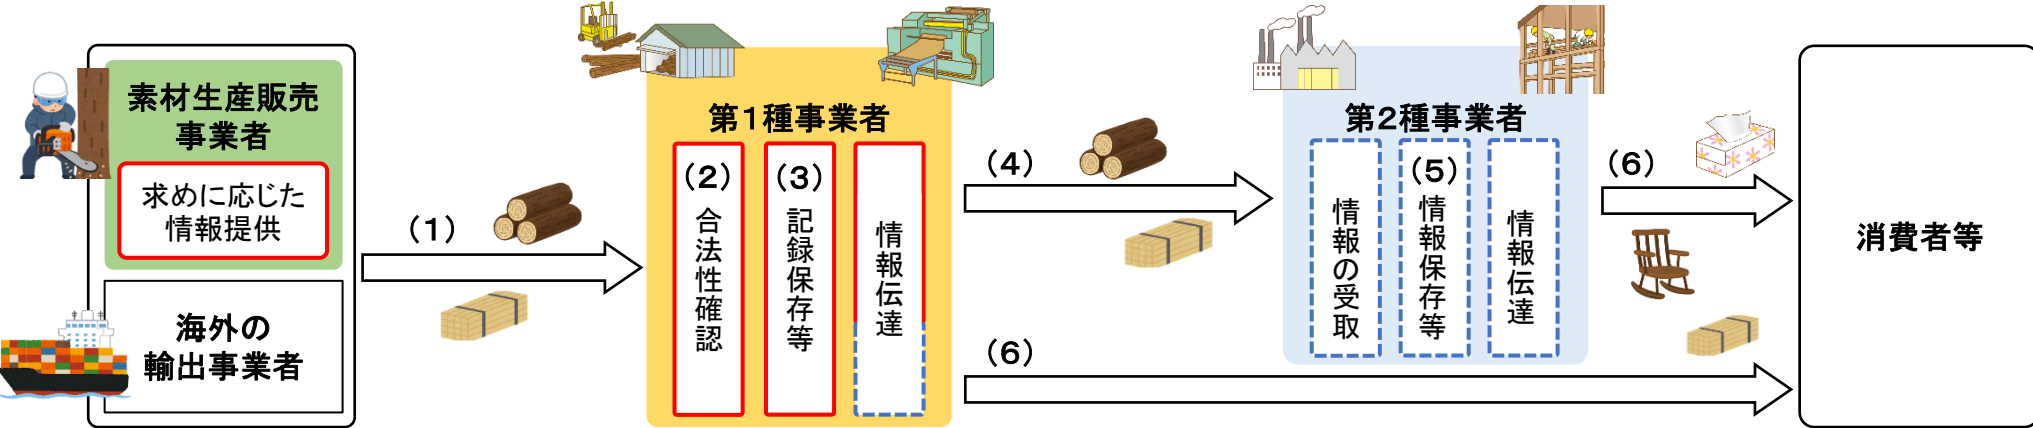 素材生産販売
事業者
求めに応じた
情報提供
海外の
輸出事業者
（1）
第1種事業者
（2）
合法性確認
（3）
記録保存等
情報伝達
（4）
（6）
第2種事業者
情報の受取
（5）
情報保存等
情報伝達
（6）
消費者等